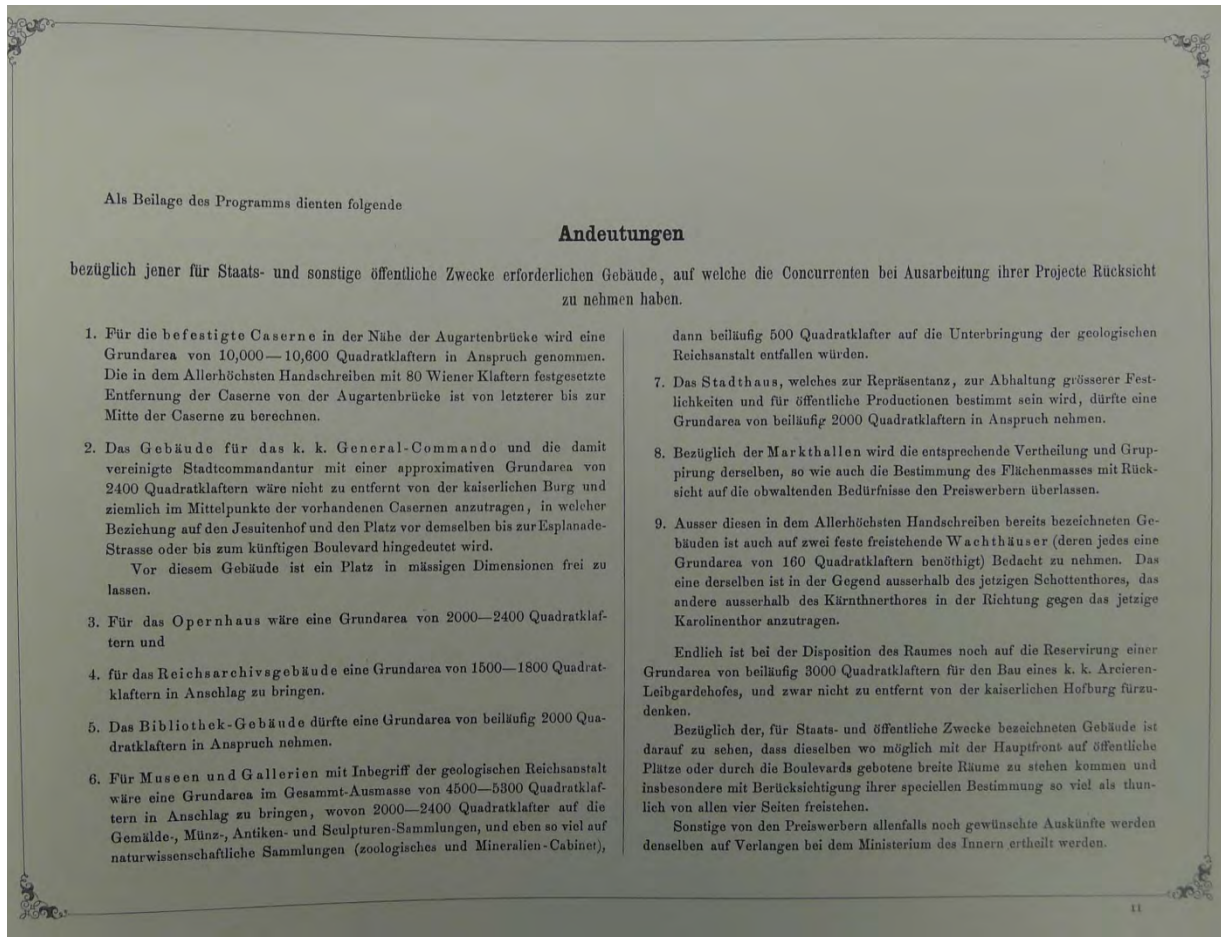 Als Beilage des Programms dienten folgende
Andeutungen
bezüglich jener für Staats- und sonstige öffentliche Zwecke erforderlichen Gebäude, auf welche die Concurrenten bei Ausarbeitung ihrer Projecte Rücksicht
zu nehmen haben.
1. Für die befestigte Caserne in der Nähe der Augartenbrücke wird eine
Grundarea von 10,000—10,600 Quadratklaftern in Anspruch genommen.
Die in dem Allerhöchsten Handschreiben mit 80 Wiener Klaftern festgesetzte
Entfernung der Caserne von der Augartenbrücke ist von letzterer bis zur
Mitte der Caserne zu berechnen.
2. Das Gebäude für das k. k. General-Commando und die damit
vereinigte Stadtcommandantur mit einer approximativen Grundarea von
2400 Quadratklaftern wäre nicht zu entfernt von der kaiserlichen Burg und
ziemlich im Mittelpunkte der vorhandenen Casernen anzutragen, in welcher
Beziehung auf den Jesuitenhof und den Platz vor demselben bis zur Esplanade-
Strasse oder bis zum künftigen Boulevard hingedeutet wird.
Vor diesem Gebäude ist ein Platz in mässigen Dimensionen frei zu
lassen.
3. Für das Opernhaus wäre eine Grundarea von 2000—2400 Quadratklaf-
tern und
4. für das Reichsarchivsgebäude eine Grundarea von 1500—1800 Quadrat-
klaftern in Anschlag zu bringen.
5. Das Bibliothek-Gebäude dürfte eine Grundarea von beiläufig 2000 Qua-
dratklaftern in Anspruch nehmen.
6. Für Museen und Gallerien mit Inbegriff der geologischen Reichsanstalt
wäre eine Grundarea im Gesammt-Ausmasse von 4500—5300 Quadratklaf-
tern in Anschlag zu bringen, wovon 2000—2400 Quadratklafter auf die
Gemälde-, Münz-, Antiken- und Sculpturen-Sammlungen, und eben so viel auf
naturwissenschaftliche Sammlungen (zoologisches und Mineralien-Cabinet),
dann beiläufig 500 Quadratklafter auf die Unterbringung der geologischen
Reichsanstalt entfallen würden.
7. Das Stadthaus, welches zur Repräsentanz, zur Abhaltung grösserer Fest-
lichkeiten und für öffentliche Productionen bestimmt sein wird, dürfte eine
Grundarea von beiläufig 2000 Quadratklaftern in Anspruch nehmen.
8. Bezüglich der Markthallen wird die entsprechende Vertheilung und Grup-
pirung derselben, so wie auch die Bestimmung des Flächenmasses mit Rück-
sicht auf die obwaltenden Bedürfnisse den Preiswerbern überlassen.
9. Ausser diesen in dem Allerhöchsten Handschreiben bereits bezeichneten Ge-
bäuden ist auch auf zwei feste freistehende Wachthäuser (deren jedes eine
Grundarea von 160 Quadratklaftern benöthigt) Bedacht zu nehmen. Das
eine derselben ist in der Gegend ausserhalb des jetzigen Schottenthores, das
andere ausserhalb des Kärnthnerthores in der Richtung gegen das jetzige
Karolinenthor anzutragen.
Endlich ist bei der Disposition des Raumes noch auf die Reservirung einer
Grundarea von beiläufig 3000 Quadratklaftern für den Bau eines k. k. Arcieren-
Leibgardehofes, und zwar nicht zu entfernt von der kaiserlichen Hofburg fürzu-
denken.
Bezüglich der, für Staats- und öffentliche Zwecke bezeichneten Gebäude ist
darauf zu sehen, dass dieselben wo möglich mit der Hauptfront auf öffentliche
Plätze oder durch die Boulevards gebotene breite Räume zu stehen kommen und
insbesondere mit Berücksichtigung ihrer speciellen Bestimmung so viel als thun-
lich von allen vier Seiten freistehen.
Sonstige von den Preiswerbern allenfalls noch gewünschte Auskünfte werden
denselben auf Verlangen bei dem Ministerium des Innern ertheilt werden.
11